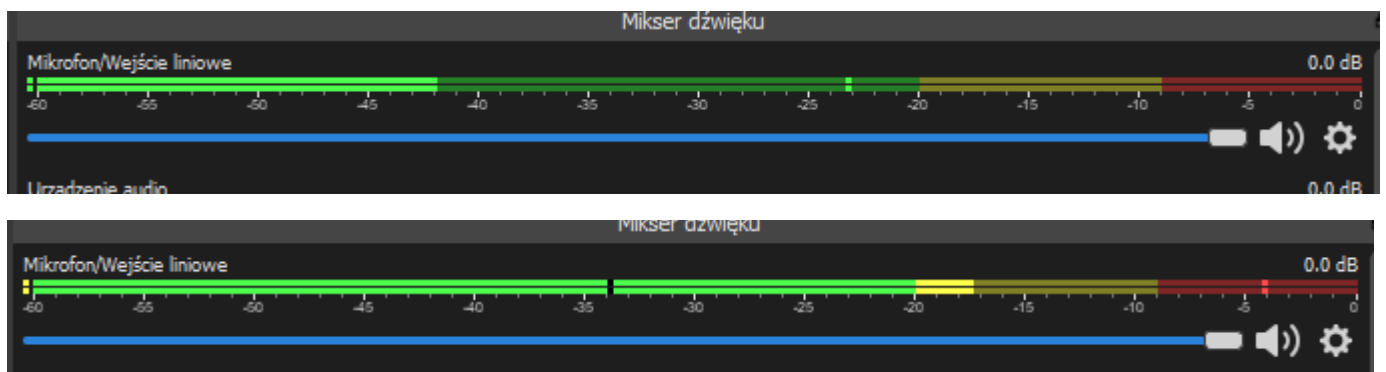 Mikser dźwięku
Mikrofon/Wejście liniowe 0.0 dB
-60 -55 -50 -45 -40 -35 -30 -25 -20 -15 -10 -5 0
Urządzenie audio 0.0 dB
Mikser dźwięku
Mikrofon/Wejście liniowe 0.0 dB
-60 -55 -50 -45 -40 -35 -30 -25 -20 -15 -10 -5 0